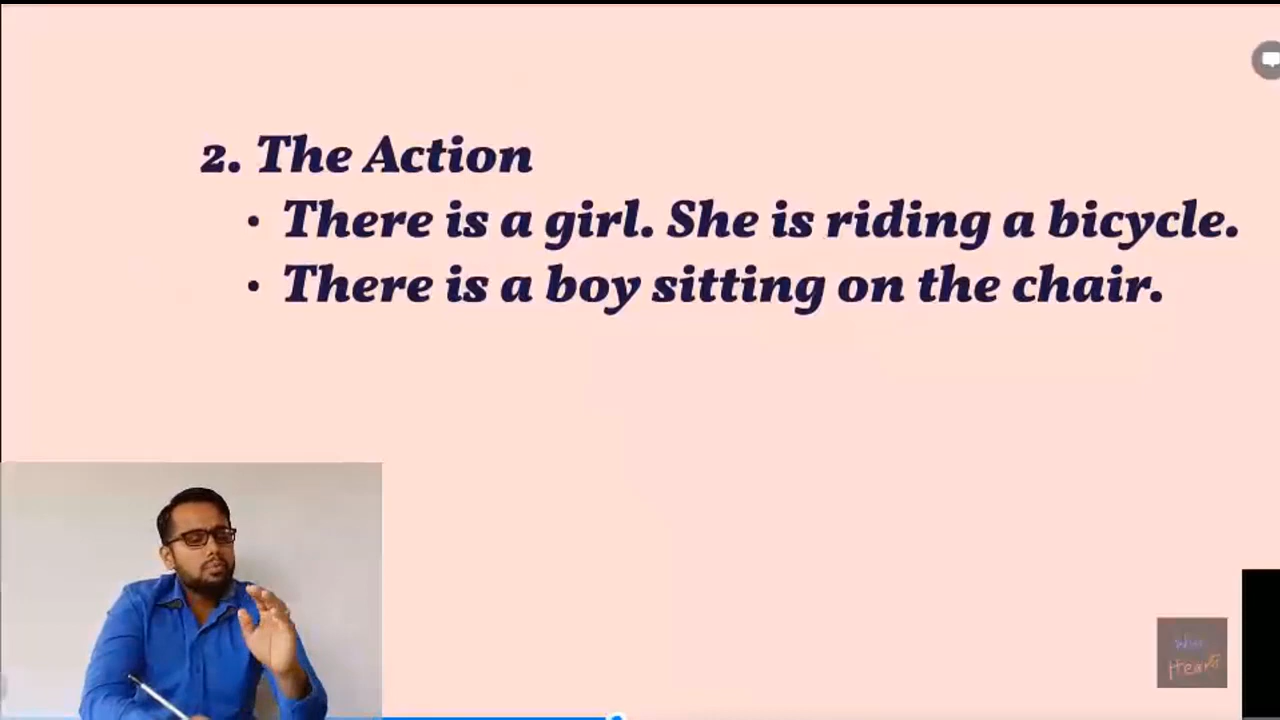 2. The Action
• There is a girl. She is riding a bicycle.
• There is a boy sitting on the chair.